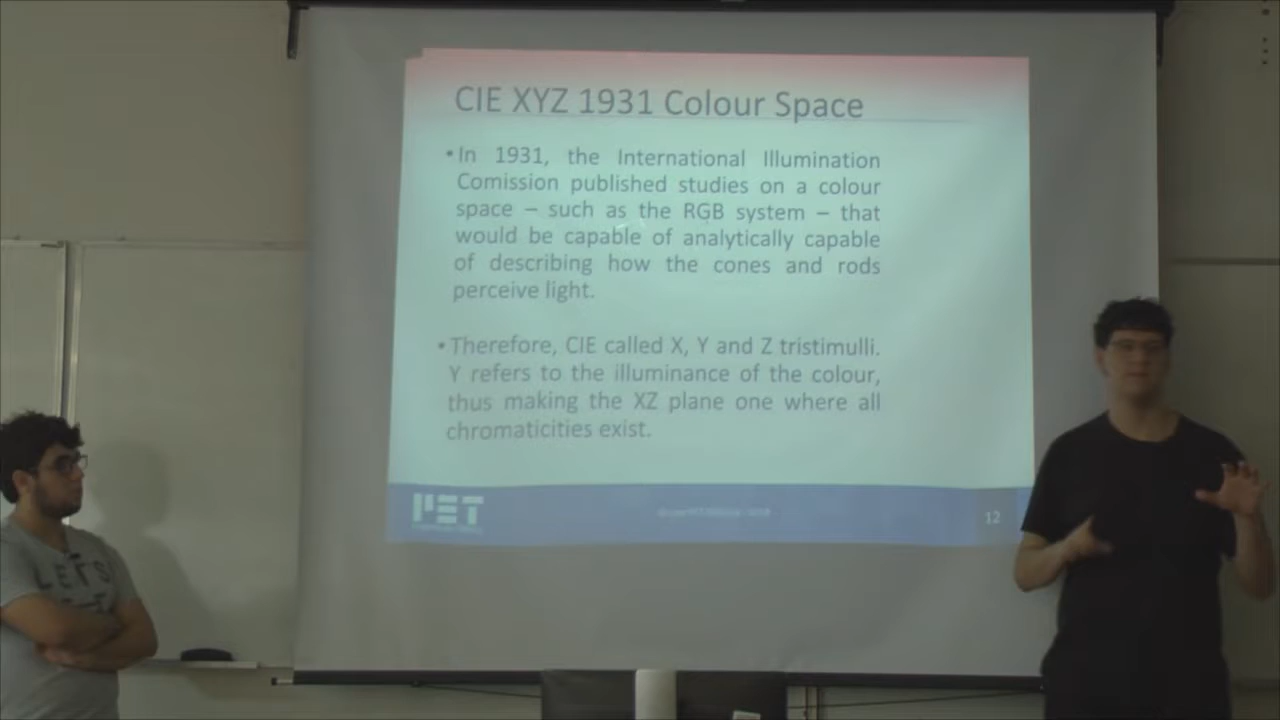 CIE XYZ 1931 Colour Space
•In 1931, the International Illumination
Comission published studies on a colour
space – such as the RGB system – that
would be capable of analytically capable
of describing how the cones and rods
perceive light.
•Therefore, CIE called X, Y and Z tristimulli.
Y refers to the illuminance of the colour,
thus making the XZ plane one where all
chromaticities exist.
PET
12